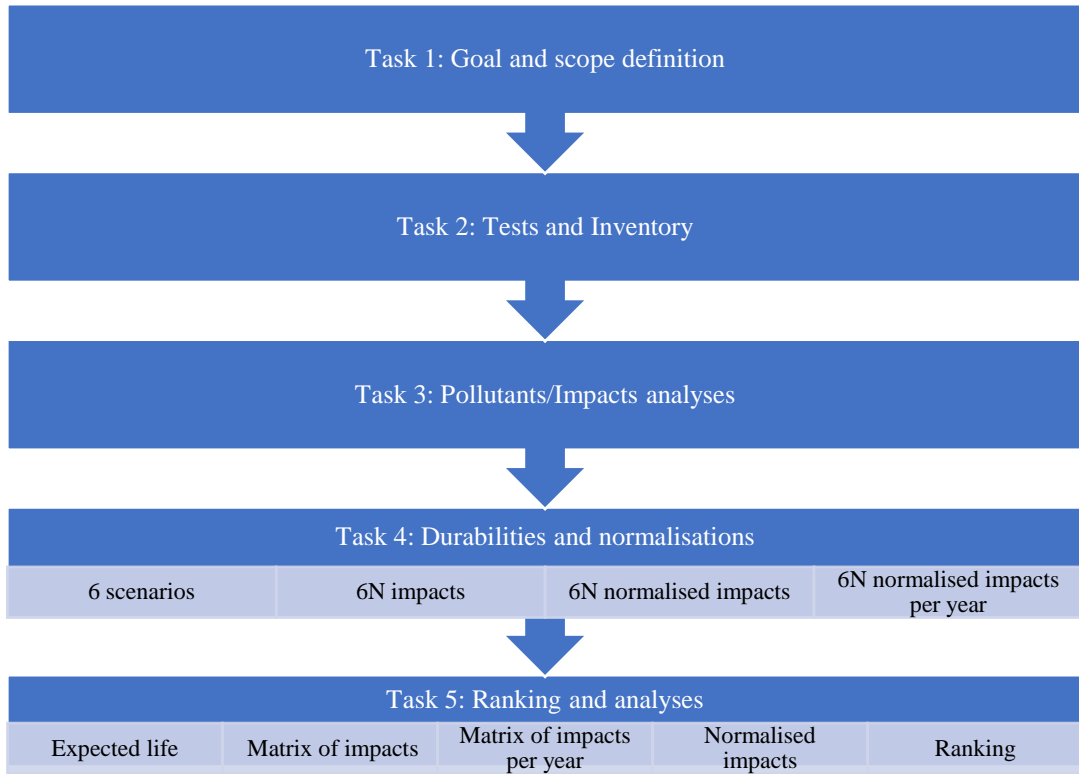 Task 1: Goal and scope definition
Task 2: Tests and Inventory
Task 3: Pollutants/Impacts analyses
Task 4: Durabilities and normalisations
6 scenarios
6N impacts
6N normalised impacts
6N normalised impacts
per year
Task 5: Ranking and analyses
Expected life
Matrix of impacts
Matrix of impacts
per year
Normalised
impacts
Ranking